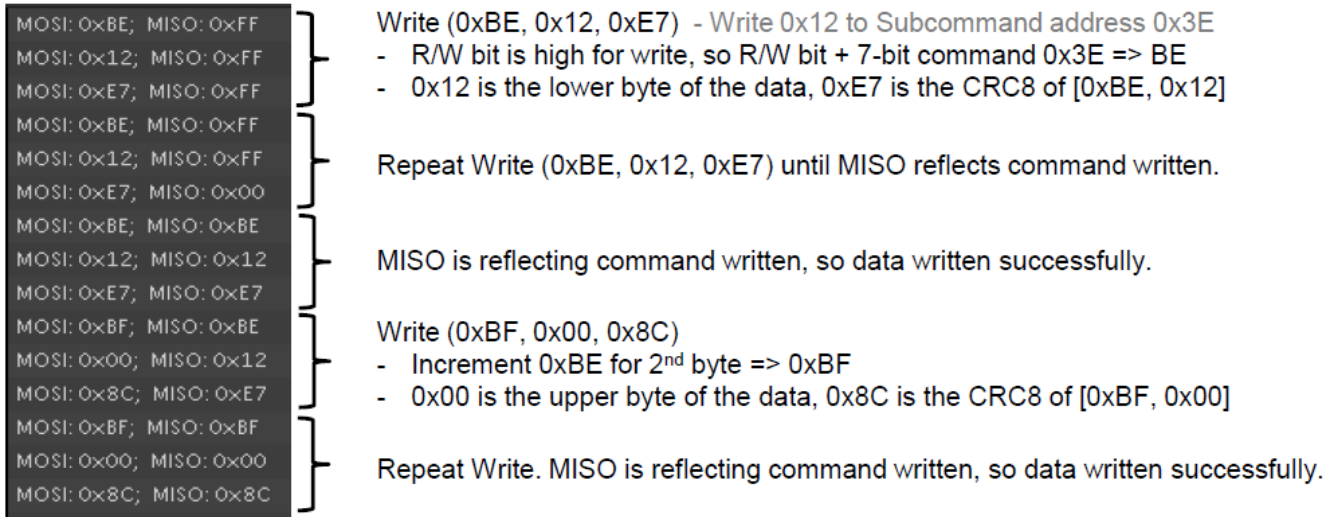 MOSI: 0xBE; MISO: 0xFF
MOSI: 0x12; MISO: 0xFF
MOSI: 0xE7; MISO: 0xFF
Write (0xBE, 0x12, 0xE7) - Write 0x12 to Subcommand address 0x3E
- R/W bit is high for write, so R/W bit + 7-bit command 0x3E => BE
- 0x12 is the lower byte of the data, 0xE7 is the CRC8 of [0xBE, 0x12]
MOSI: 0xBE; MISO: 0xFF
MOSI: 0x12; MISO: 0xFF
MOSI: 0xE7; MISO: 0x00
Repeat Write (0xBE, 0x12, 0xE7) until MISO reflects command written.
MOSI: 0xBE; MISO: 0xBE
MOSI: 0x12; MISO: 0x12
MOSI: 0xE7; MISO: 0xE7
MISO is reflecting command written, so data written successfully.
MOSI: 0xBF; MISO: 0xBE
MOSI: 0x00; MISO: 0x12
MOSI: 0x8C; MISO: 0xE7
Write (0xBF, 0x00, 0x8C)
- Increment 0xBE for 2nd byte => 0xBF
- 0x00 is the upper byte of the data, 0x8C is the CRC8 of [0xBF, 0x00]
MOSI: 0xBF; MISO: 0xBF
MOSI: 0x00; MISO: 0x00
MOSI: 0x8C; MISO: 0x8C
Repeat Write. MISO is reflecting command written, so data written successfully.